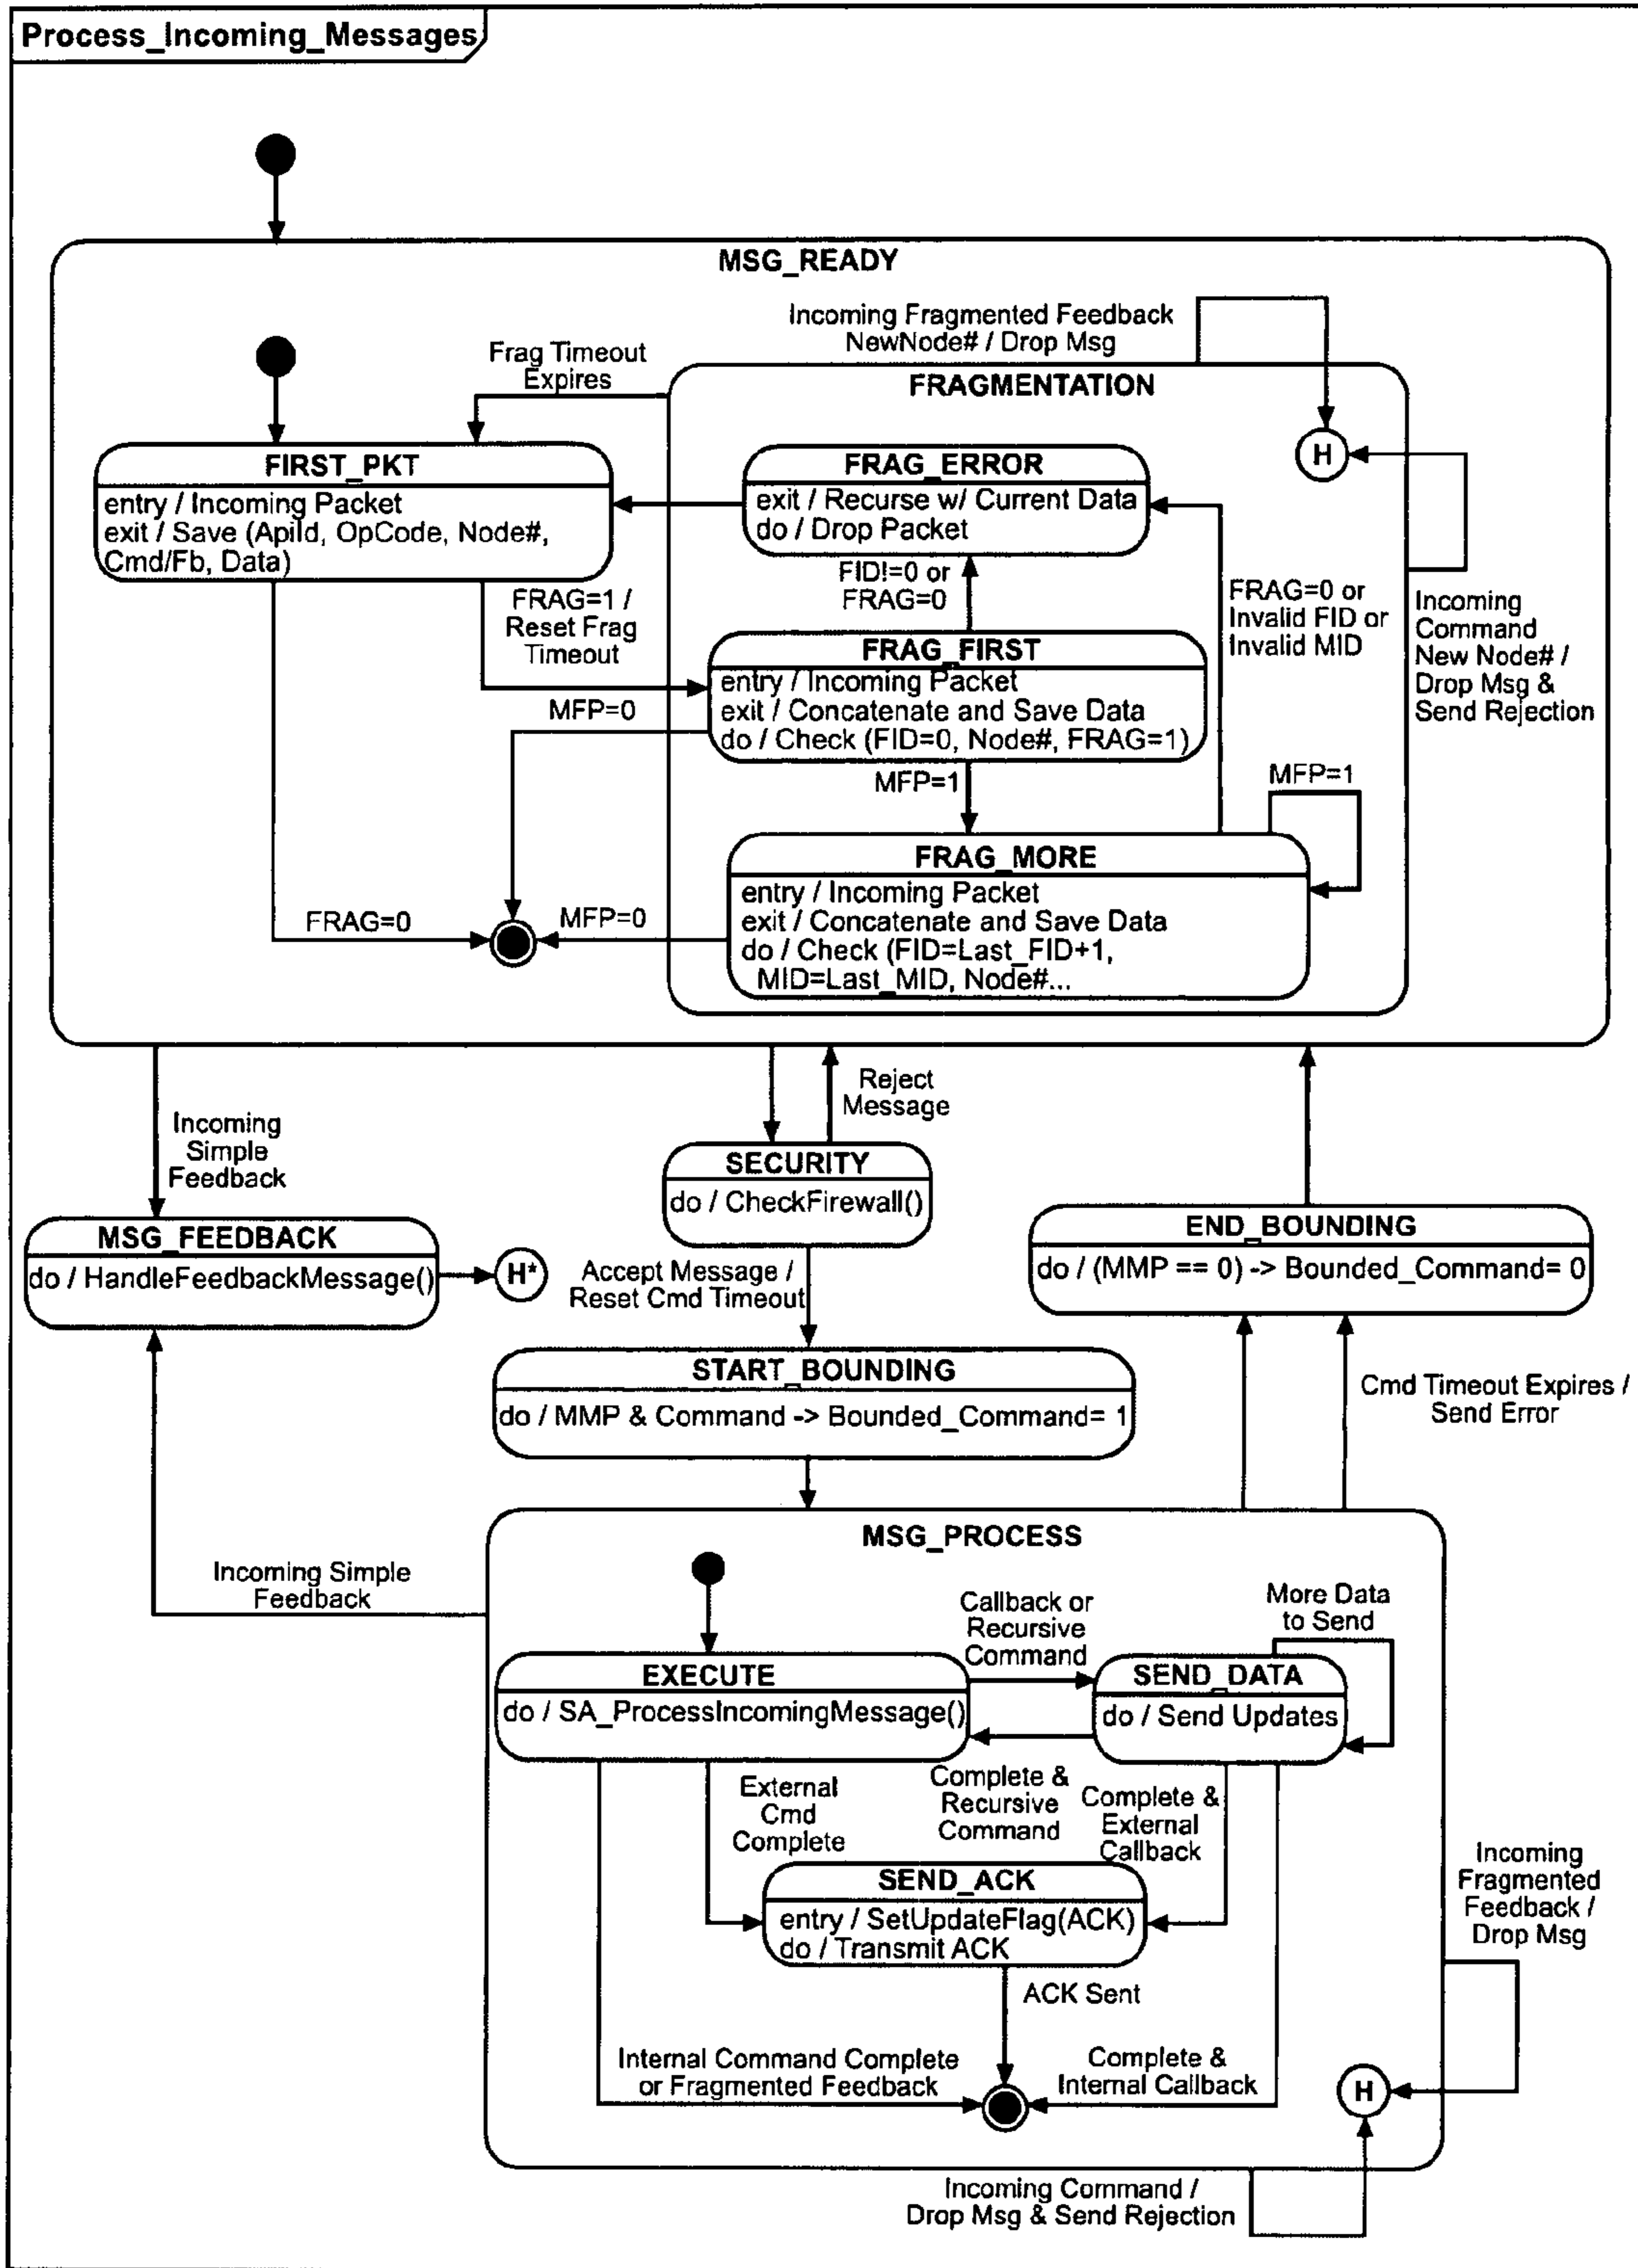 Process_Incoming_Messages
MSG_READY
Incoming Fragmented Feedback
NewNode# / Drop Msg
Frag Timeout
Expires
FRAGMENTATION
FIRST_PKT
entry / Incoming Packet
exit / Save (ApiId, OpCode, Node#,
Cmd/Fb, Data)
FRAG_ERROR
exit / Recurse w/ Current Data
do / Drop Packet
H
FID!=0 or
FRAG=0
FRAG=1 /
Reset Frag
Timeout
FRAG=0 or
Invalid FID or
Invalid MID
Incoming
Command
New Node# /
Drop Msg &
Send Rejection
FRAG_FIRST
entry / Incoming Packet
exit / Concatenate and Save Data
do / Check (FID=0, Node#, FRAG=1)
MFP=0
MFP=1
MFP=1
FRAG_MORE
entry / Incoming Packet
exit / Concatenate and Save Data
do / Check (FID=Last_FID+1,
MID=Last_MID, Node#...
FRAG=0
MFP=0
Reject
Message
Incoming
Simple
Feedback
SECURITY
do / CheckFirewall()
MSG_FEEDBACK
do / HandleFeedbackMessage()
H*
Accept Message /
Reset Cmd Timeout
END_BOUNDING
do / (MMP == 0) -> Bounded_Command= 0
START_BOUNDING
do / MMP & Command -> Bounded_Command= 1
Cmd Timeout Expires /
Send Error
MSG_PROCESS
Incoming Simple
Feedback
Callback or
Recursive
Command
More Data
to Send
EXECUTE
do / SA_ProcessIncomingMessage()
SEND_DATA
do / Send Updates
External
Cmd
Complete
Complete &
Recursive
Command
Complete &
External
Callback
SEND_ACK
entry / SetUpdateFlag(ACK)
do / Transmit ACK
Incoming
Fragmented
Feedback /
Drop Msg
ACK Sent
Internal Command Complete
or Fragmented Feedback
Complete &
Internal Callback
H
Incoming Command /
Drop Msg & Send Rejection